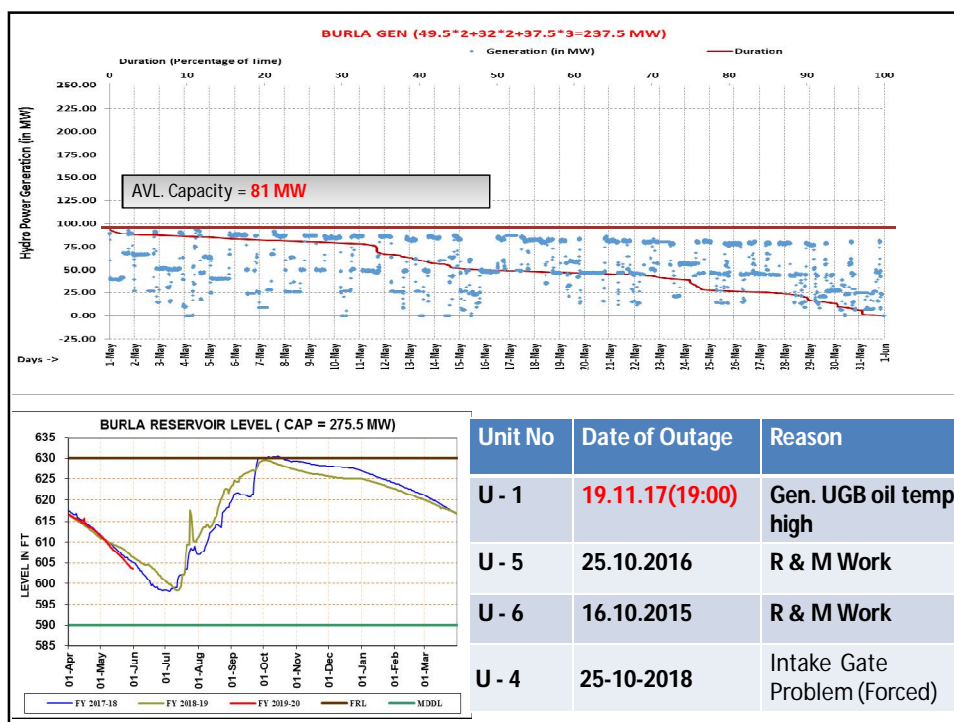 BURLA GEN (49.5*2+32*2+37.5*3=237.5 MW)
Generation (in MW) Duration
Duration (Percentage of Time)
0 10 20 30 40 50 60 70 80 90 100
Hydro Power Generation (in MW)
250.00
225.00
200.00
175.00
150.00
125.00
100.00
75.00
50.00
25.00
0.00
-25.00
AVL. Capacity = 81 MW
Days ->
1-May 2-May 3-May 4-May 5-May 6-May 7-May 8-May 9-May 10-May 11-May 12-May 13-May 14-May 15-May 16-May 17-May 18-May 19-May 20-May 21-May 22-May 23-May 24-May 25-May 26-May 27-May 28-May 29-May 30-May 31-May 1-Jun
BURLA RESERVOIR LEVEL ( CAP = 275.5 MW)
LEVEL IN FT
635
630
625
620
615
610
605
600
595
590
585
01-Apr 01-May 01-Jun 01-Jul 01-Aug 01-Sep 01-Oct 01-Nov 01-Dec 01-Jan 01-Feb 01-Mar
FY 2017-18 FY 2018-19 FY 2019-20 FRL MDDL
Unit No Date of Outage Reason
U - 1 19.11.17(19:00) Gen. UGB oil temp
high
U - 5 25.10.2016 R & M Work
U - 6 16.10.2015 R & M Work
U - 4 25-10-2018 Intake Gate
Problem (Forced)